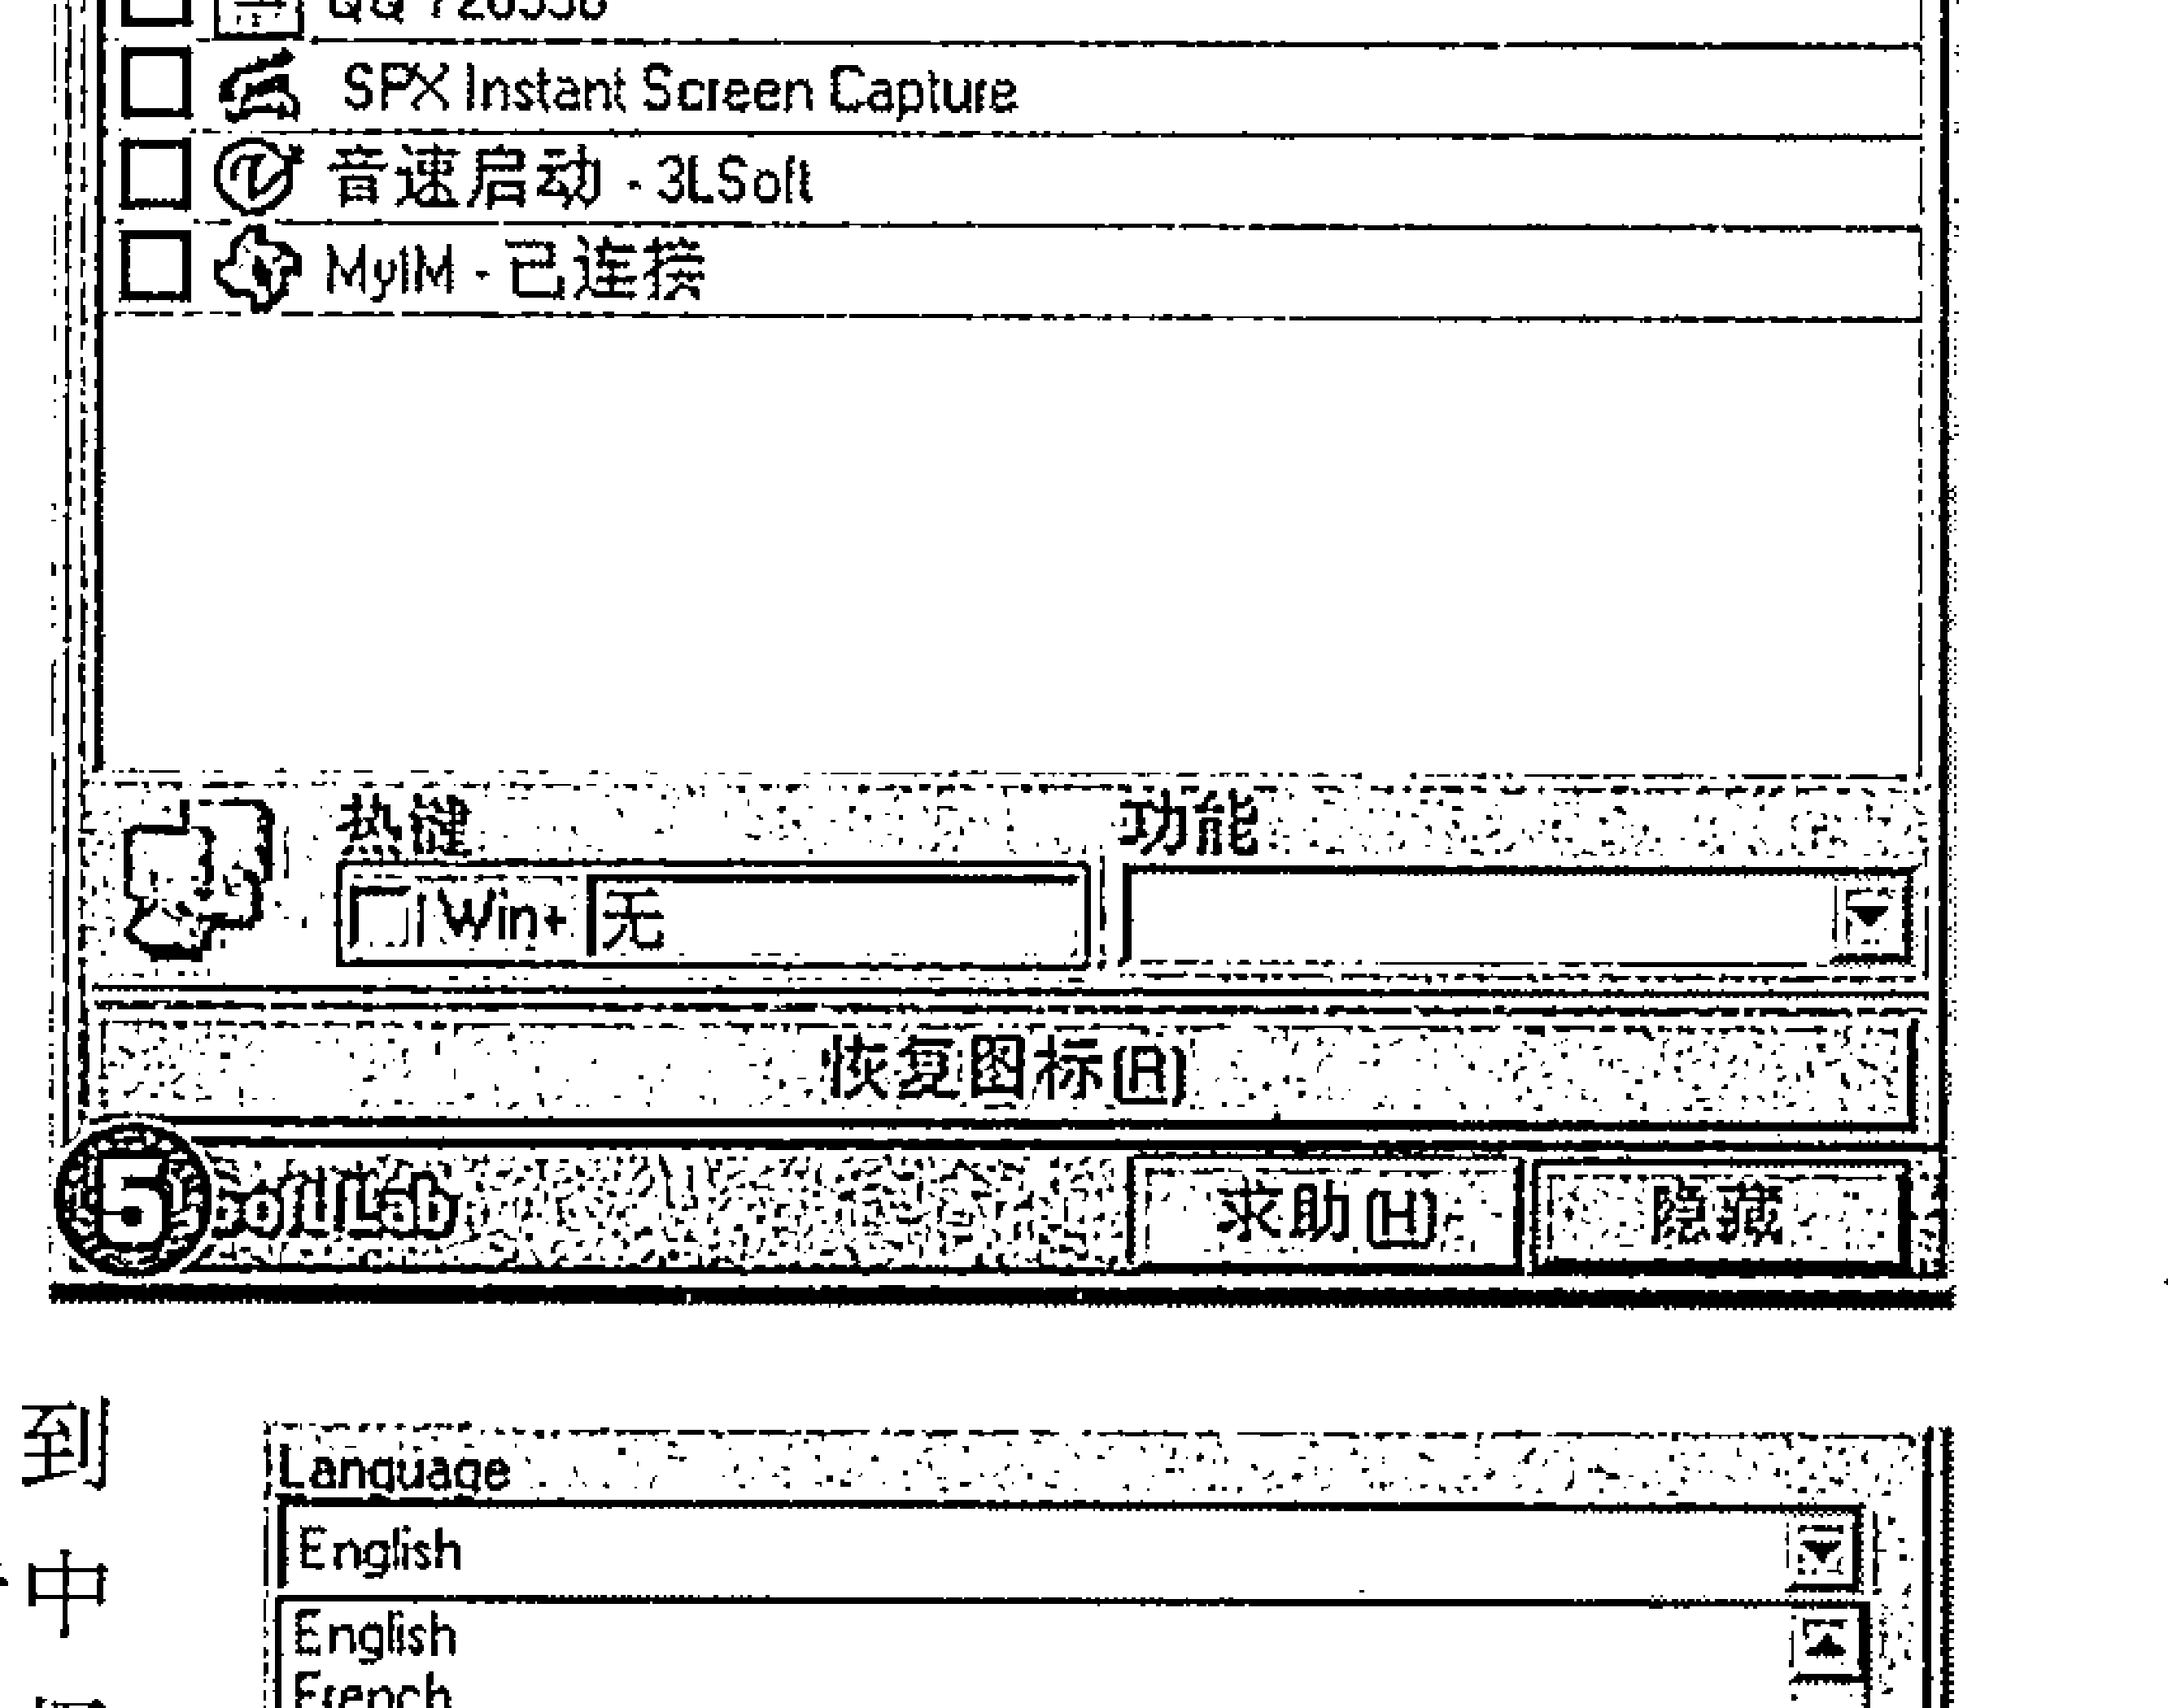 SPX Instant Screen Capture
音速启动 - 3LSoft
MyIM - 已连接
热键 功能
Win+ 无
恢复图标(R)
SoftLab 求助(H) 隐藏
到
Language
English
中
English
French